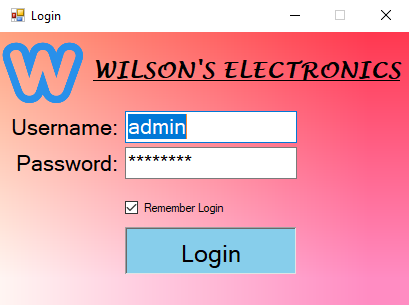 Login
W WILSON'S ELECTRONICS
Username: admin
Password: ********
Remember Login
Login